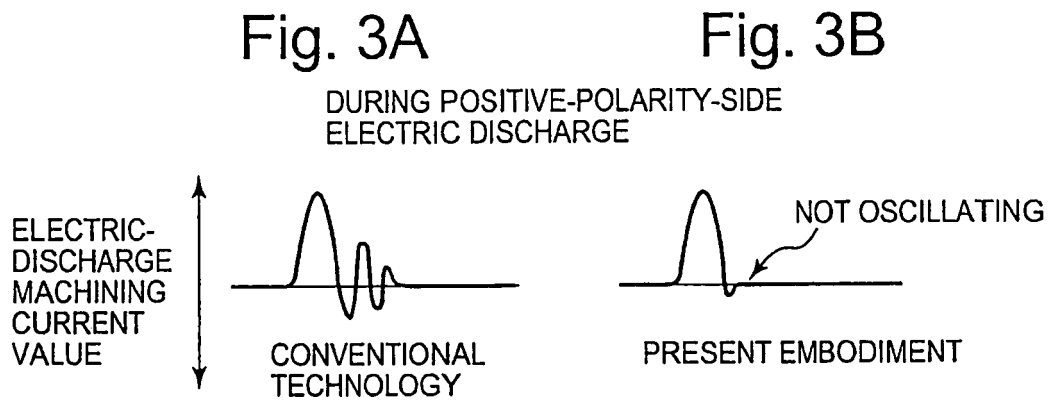 Fig. 3A
Fig. 3B
DURING POSITIVE-POLARITY-SIDE
ELECTRIC DISCHARGE
ELECTRIC-
DISCHARGE
MACHINING
CURRENT
VALUE
CONVENTIONAL
TECHNOLOGY
NOT OSCILLATING
PRESENT EMBODIMENT